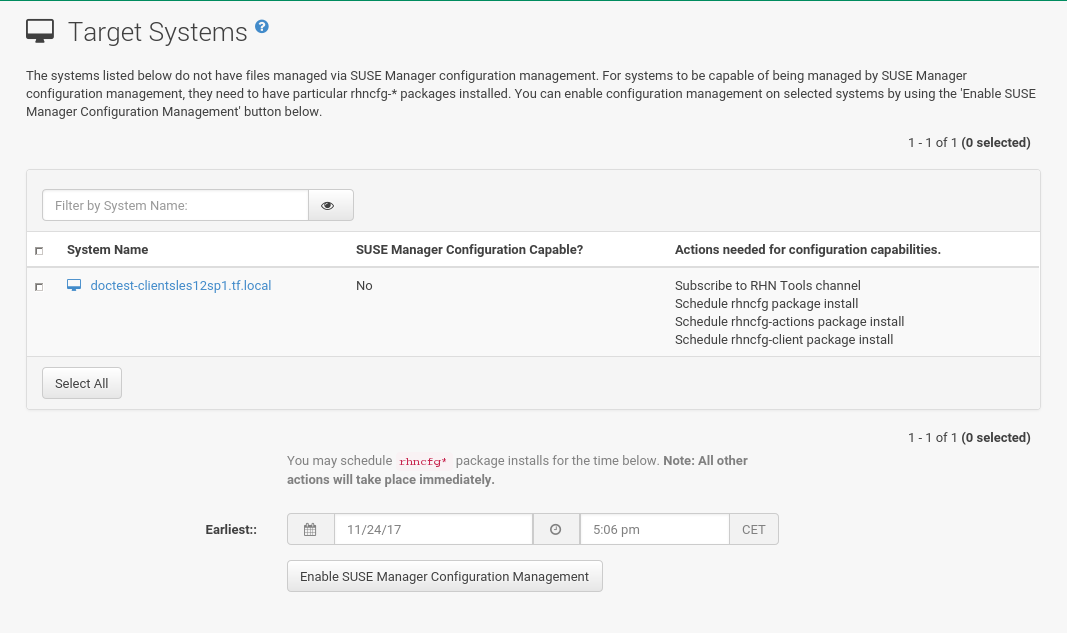 Target Systems ?
The systems listed below do not have files managed via SUSE Manager configuration management. For systems to be capable of being managed by SUSE Manager
configuration management, they need to have particular rhncfg-* packages installed. You can enable configuration management on selected systems by using the 'Enable SUSE
Manager Configuration Management' button below.
1 - 1 of 1 (0 selected)
Filter by System Name:
System Name SUSE Manager Configuration Capable? Actions needed for configuration capabilities.
doctest-clientsles12sp1.tf.local No Subscribe to RHN Tools channel
Schedule rhncfg package install
Schedule rhncfg-actions package install
Schedule rhncfg-client package install
Select All
1 - 1 of 1 (0 selected)
You may schedule rhncfg* package installs for the time below. Note: All other
actions will take place immediately.
Earliest:: 11/24/17 5:06 pm CET
Enable SUSE Manager Configuration Management